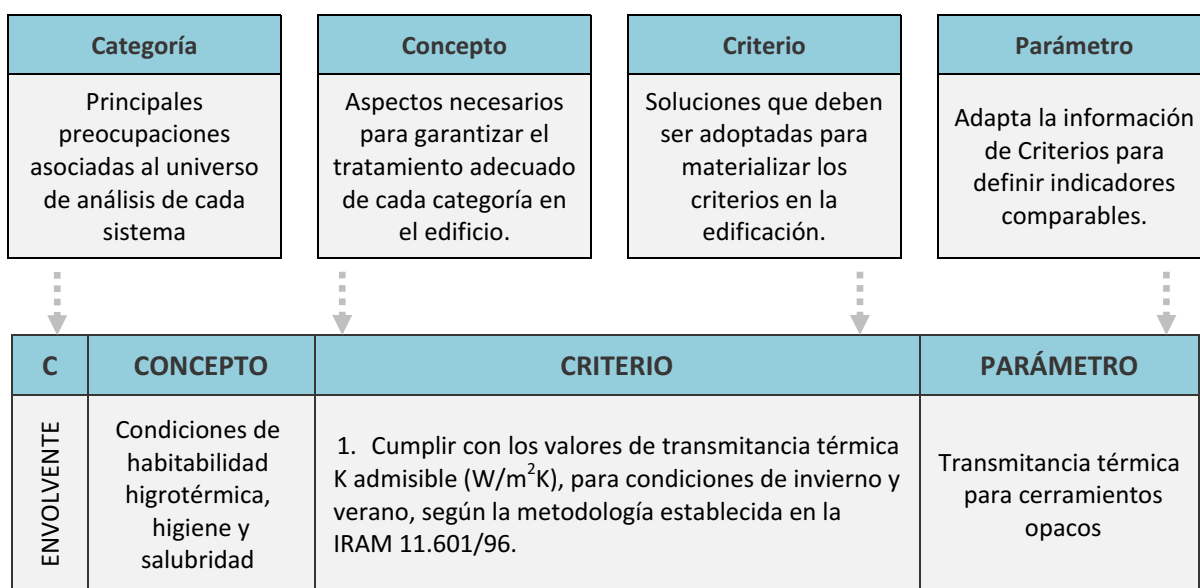 Categoría
Principales
preocupaciones
asociadas al universo
de análisis de cada
sistema
Concepto
Aspectos necesarios
para garantizar el
tratamiento adecuado
de cada categoría en
el edificio.
Criterio
Soluciones que deben
ser adoptadas para
materializar los
criterios en la
edificación.
Parámetro
Adapta la información
de Criterios para
definir indicadores
comparables.
C
CONCEPTO
CRITERIO
PARÁMETRO
ENVOLVENTE
Condiciones de
habitabilidad
higrotérmica,
higiene y
salubridad
1. Cumplir con los valores de transmitancia térmica
K admisible (W/m²K), para condiciones de invierno y
verano, según la metodología establecida en la
IRAM 11.601/96.
Transmitancia térmica
para cerramientos
opacos